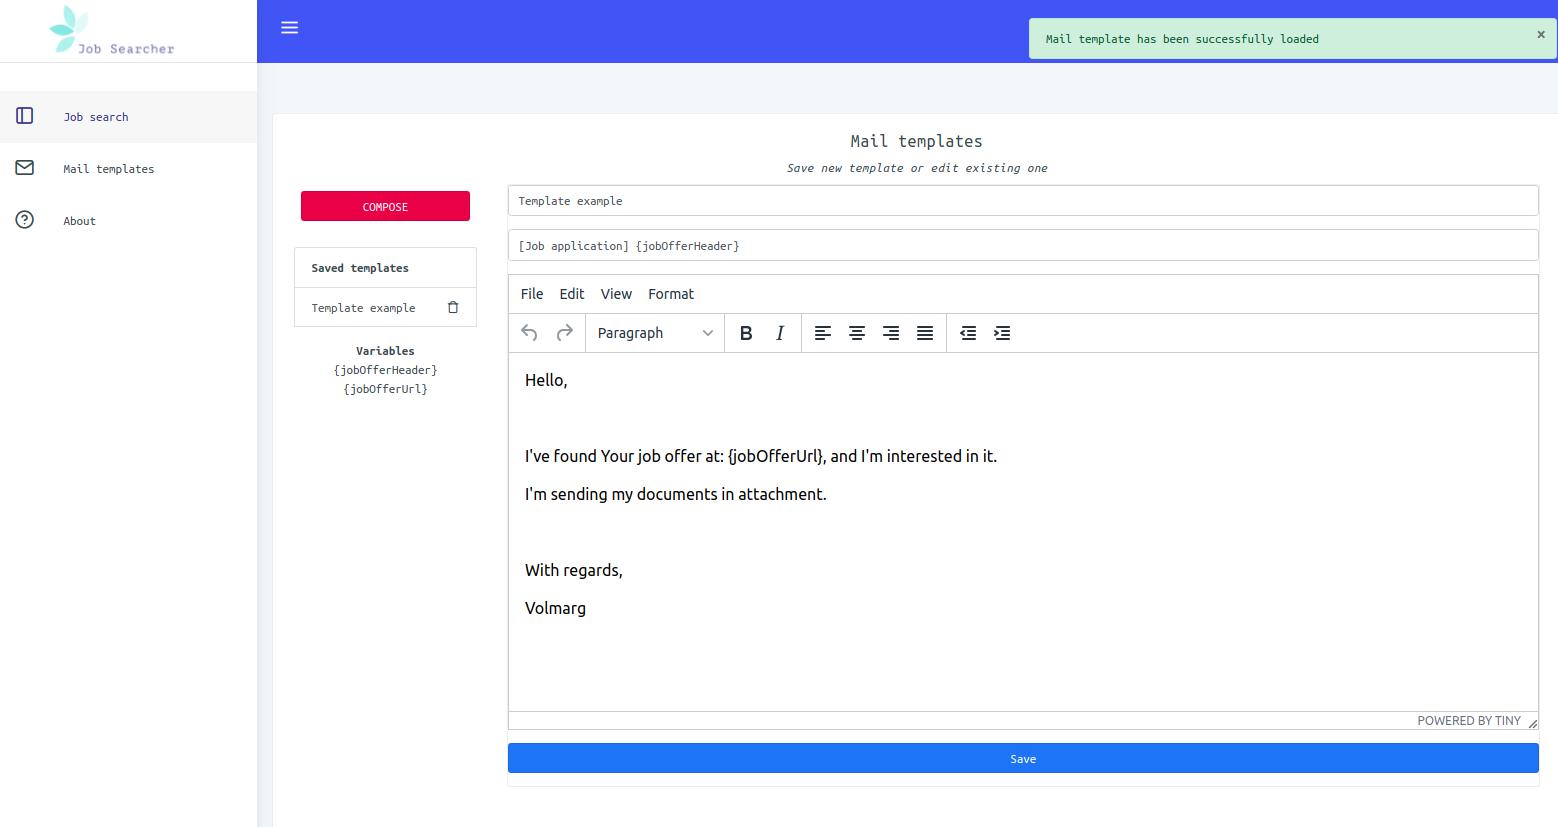 Job Searcher
Mail template has been successfully loaded ×
Job search
Mail templates
About
Mail templates
Save new template or edit existing one
COMPOSE
Saved templates
Template example
Variables
{jobOfferHeader}
{jobOfferUrl}
Template example
[Job application] {jobOfferHeader}
File Edit View Format
Paragraph B I
Hello,
I've found Your job offer at: {jobOfferUrl}, and I'm interested in it.
I'm sending my documents in attachment.
With regards,
Volmarg
POWERED BY TINY
Save